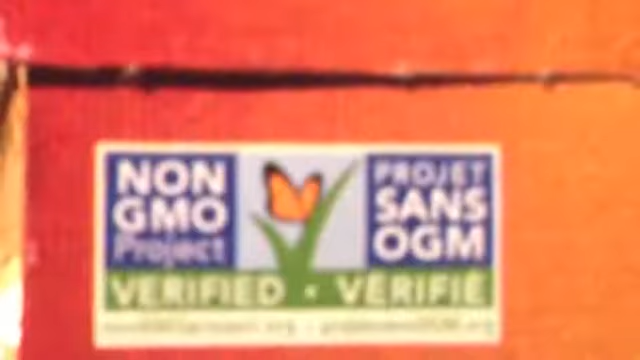 NON
GMO
Project
PROJET
SANS
OGM
VERIFIED · VÉRIFIÉ